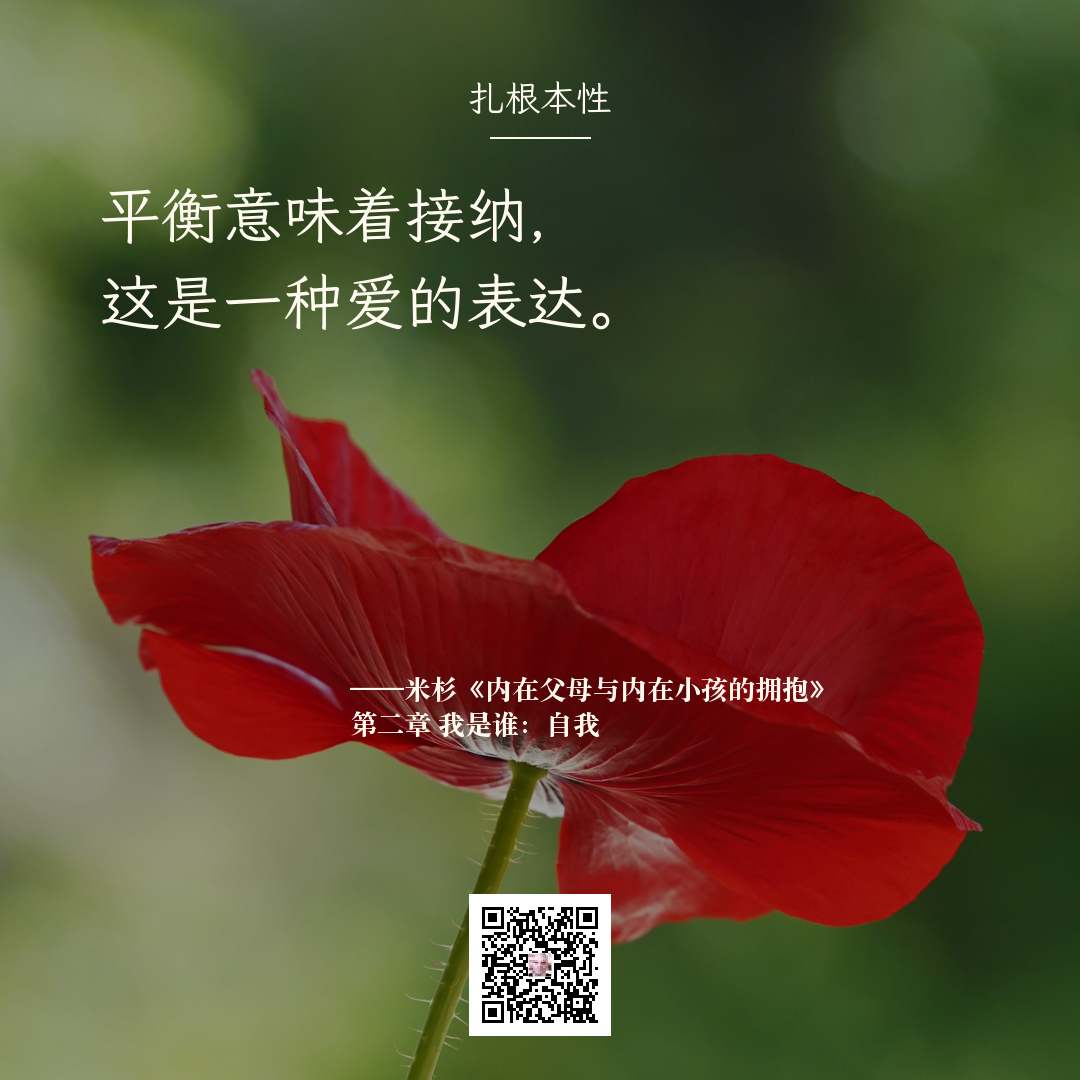 扎根本性
平衡意味着接纳,
这是一种爱的表达。
——米杉《内在父母与内在小孩的拥抱》
第二章 我是谁：自我